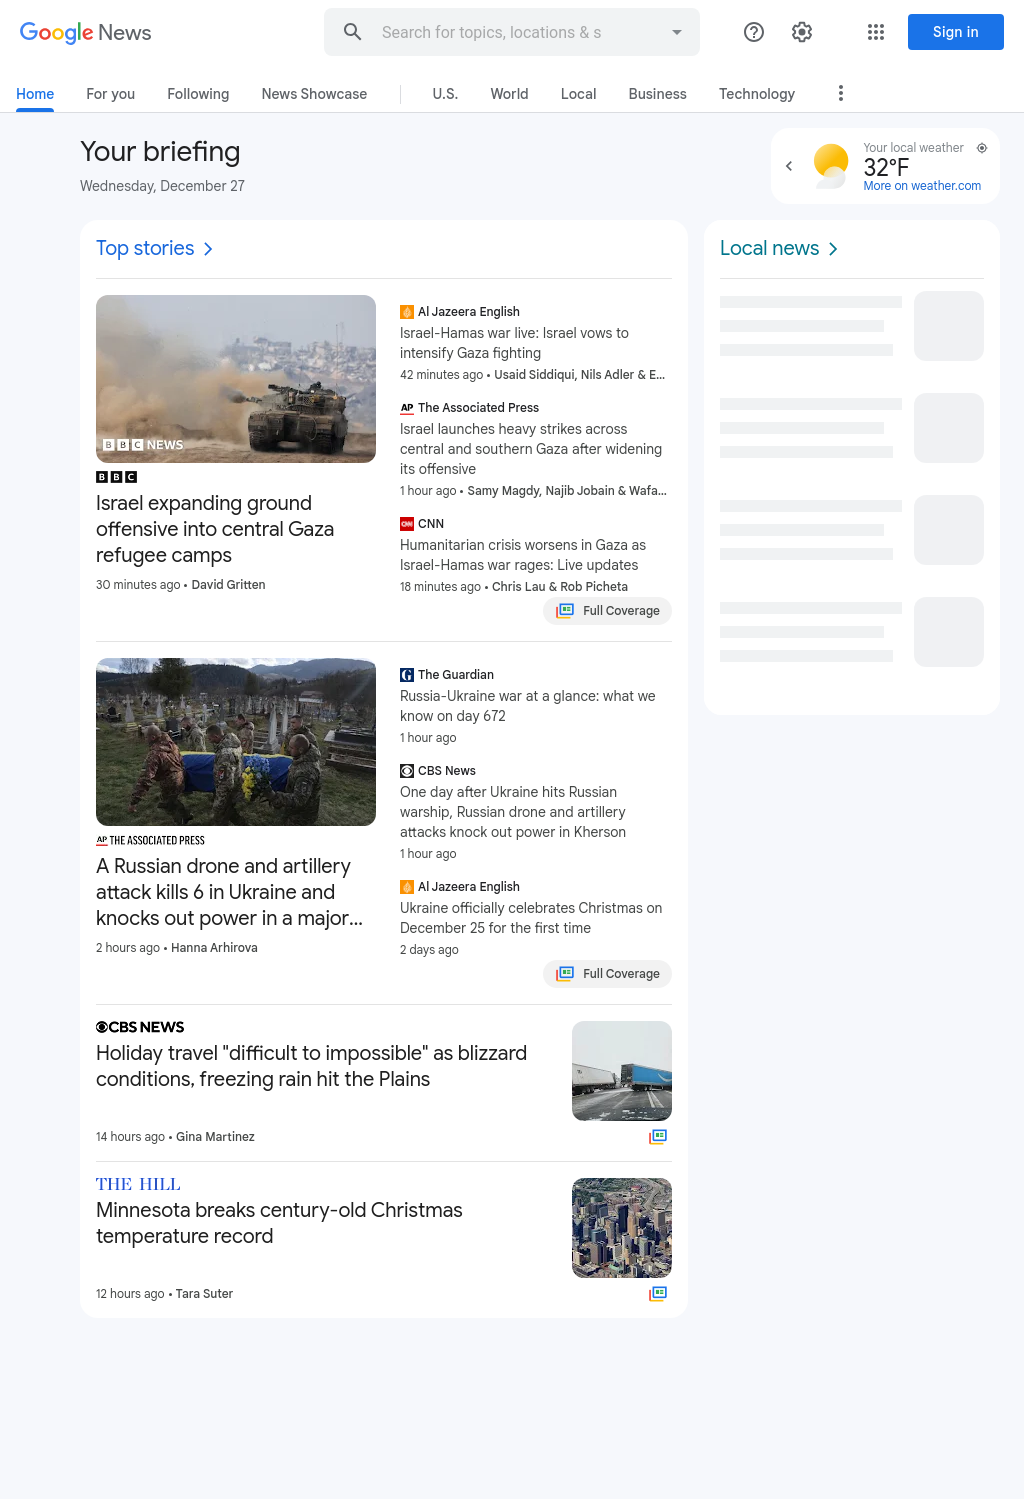 Google News
Search for topics, locations & s
Sign in
Home
For you
Following
News Showcase
U.S.
World
Local
Business
Technology
Your briefing
Wednesday, December 27
Your local weather
32°F
More on weather.com
Top stories
BBC NEWS
BBC
Israel expanding ground
offensive into central Gaza
refugee camps
30 minutes ago • David Gritten
Al Jazeera English
Israel-Hamas war live: Israel vows to
intensify Gaza fighting
42 minutes ago • Usaid Siddiqui, Nils Adler & E...
AP The Associated Press
Israel launches heavy strikes across
central and southern Gaza after widening
its offensive
1 hour ago • Samy Magdy, Najib Jobain & Wafa...
CNN CNN
Humanitarian crisis worsens in Gaza as
Israel-Hamas war rages: Live updates
18 minutes ago • Chris Lau & Rob Picheta
Full Coverage
AP THE ASSOCIATED PRESS
A Russian drone and artillery
attack kills 6 in Ukraine and
knocks out power in a major...
2 hours ago • Hanna Arhirova
G The Guardian
Russia-Ukraine war at a glance: what we
know on day 672
1 hour ago
CBS News
One day after Ukraine hits Russian
warship, Russian drone and artillery
attacks knock out power in Kherson
1 hour ago
Al Jazeera English
Ukraine officially celebrates Christmas on
December 25 for the first time
2 days ago
Full Coverage
CBS NEWS
Holiday travel "difficult to impossible" as blizzard
conditions, freezing rain hit the Plains
14 hours ago • Gina Martinez
THE HILL
Minnesota breaks century-old Christmas
temperature record
12 hours ago • Tara Suter
Local news